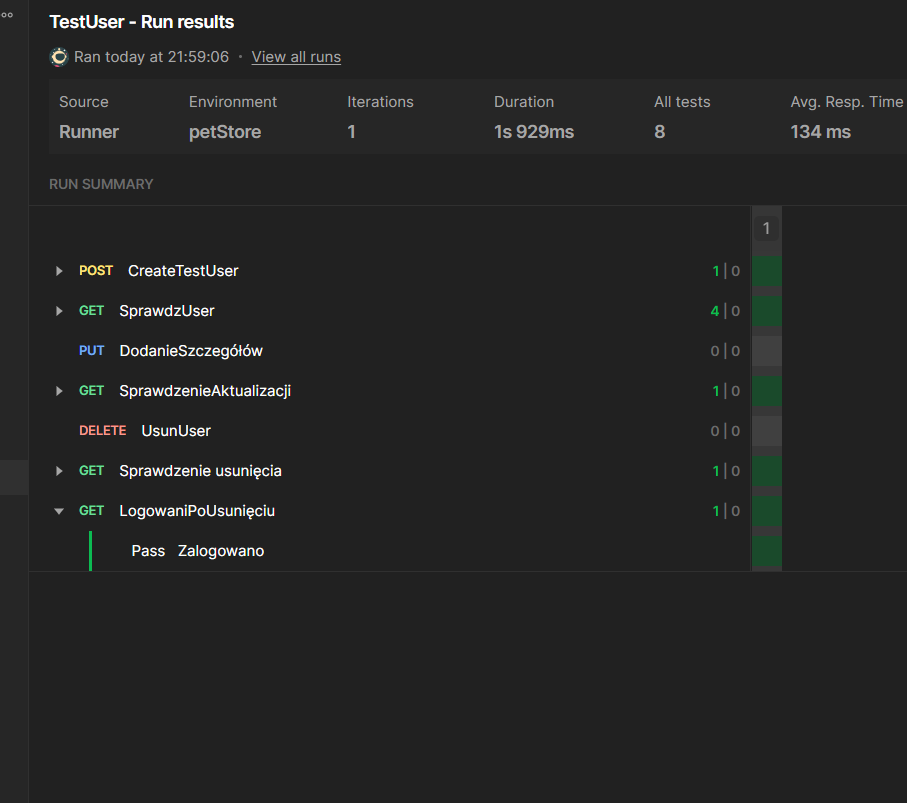 TestUser - Run results
Ran today at 21:59:06 · View all runs
Source Environment Iterations Duration All tests Avg. Resp. Time
Runner petStore 1 1s 929ms 8 134 ms
RUN SUMMARY
1
POST CreateTestUser 1 | 0
GET SprawdzUser 4 | 0
PUT DodanieSzczegółów 0 | 0
GET SprawdzenieAktualizacji 1 | 0
DELETE UsunUser 0 | 0
GET Sprawdzenie usunięcia 1 | 0
GET LogowaniPoUsunięciu 1 | 0
Pass Zalogowano